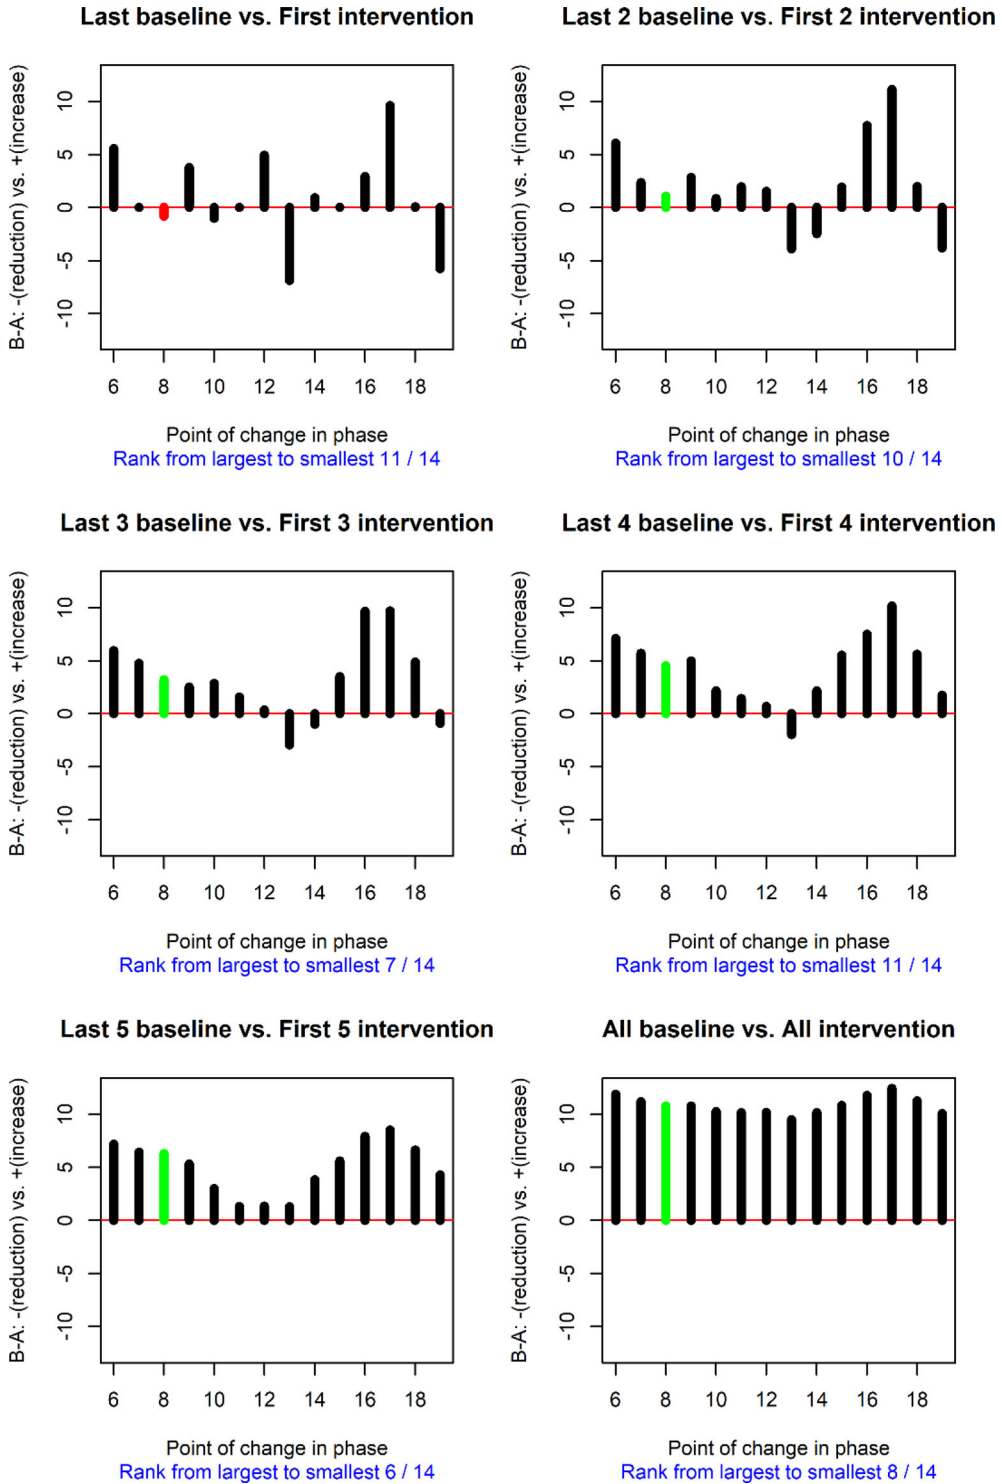 Last baseline vs. First intervention
B-A: -(reduction) vs. +(increase)
10
5
0
-5
-10
6 8 10 12 14 16 18
Point of change in phase
Rank from largest to smallest 11 / 14
Last 2 baseline vs. First 2 intervention
B-A: -(reduction) vs. +(increase)
10
5
0
-5
-10
6 8 10 12 14 16 18
Point of change in phase
Rank from largest to smallest 10 / 14
Last 3 baseline vs. First 3 intervention
B-A: -(reduction) vs. +(increase)
10
5
0
-5
-10
6 8 10 12 14 16 18
Point of change in phase
Rank from largest to smallest 7 / 14
Last 4 baseline vs. First 4 intervention
B-A: -(reduction) vs. +(increase)
10
5
0
-5
-10
6 8 10 12 14 16 18
Point of change in phase
Rank from largest to smallest 11 / 14
Last 5 baseline vs. First 5 intervention
B-A: -(reduction) vs. +(increase)
10
5
0
-5
-10
6 8 10 12 14 16 18
Point of change in phase
Rank from largest to smallest 6 / 14
All baseline vs. All intervention
B-A: -(reduction) vs. +(increase)
10
5
0
-5
-10
6 8 10 12 14 16 18
Point of change in phase
Rank from largest to smallest 8 / 14